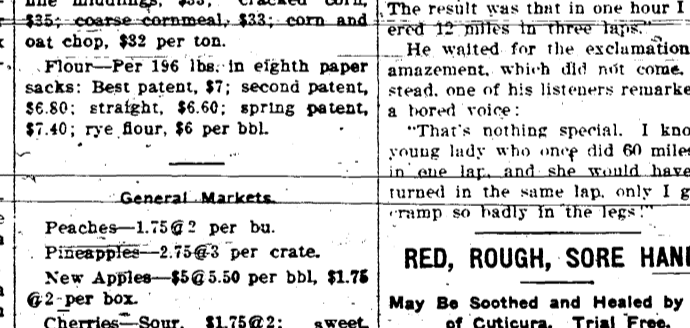 $35; coarse cornmeal, $33; corn and
oat chop, $32 per ton.
Flour—Per 196 lbs. in eighth paper
sacks: Best patent, $7; second patent,
$6.80; straight, $6.60; spring patent,
$7.40; rye flour, $6 per bbl.
General Markets.
Peaches—1.75@2 per bu.
Pineapples—2.75@3 per crate.
New Apples—$5@5.50 per bbl, $1.75
@2 per box.
Cherries—Sour, $1.75@2; sweet,
The result was that in one hour I
ered 12 miles in three laps."
He waited for the exclamation
amazement, which did not come.
stead, one of his listeners remarke
a bored voice:
"That's nothing special. I kno
young lady who once did 60 miles
in one lap, and she would have
turned in the same lap, only I g
cramp so badly in the legs!"
RED, ROUGH, SORE HAN
May Be Soothed and Healed by
of Cuticura. Trial Free.